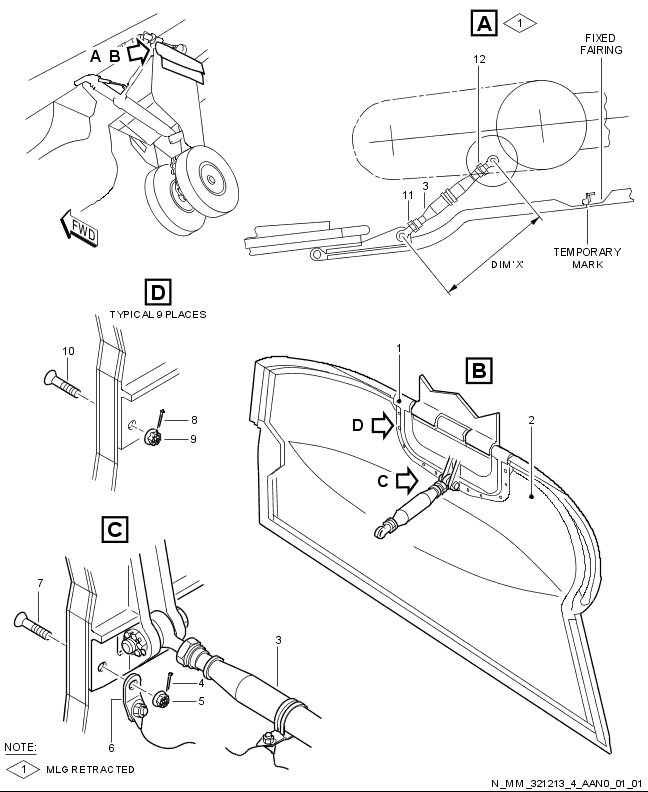 A B
FWD
A 1
FIXED
FAIRING
12
11
3
DIM'X'
TEMPORARY
MARK
D
TYPICAL 9 PLACES
10
8
9
B
1
2
D
C
C
7
3
4
5
6
NOTE:
1 MLG RETRACTED
N_MM_321213_4_AAN0_01_01